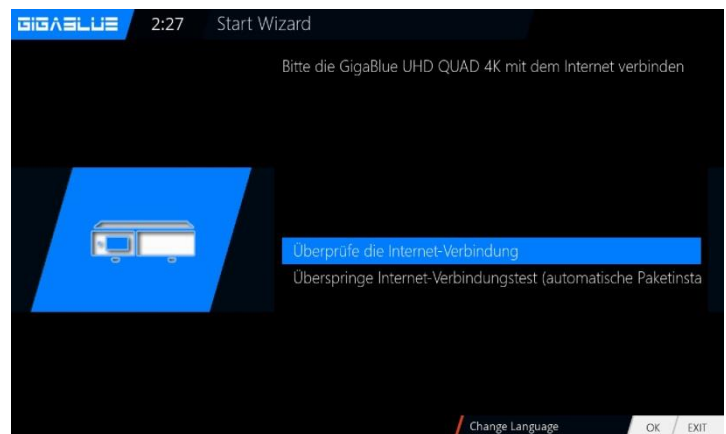 GIGABLUE 2:27 Start Wizard
Bitte die GigaBlue UHD QUAD 4K mit dem Internet verbinden
Überprüfe die Internet-Verbindung
Überspringe Internet-Verbindungstest (automatische Paketinsta
Change Language OK / EXIT